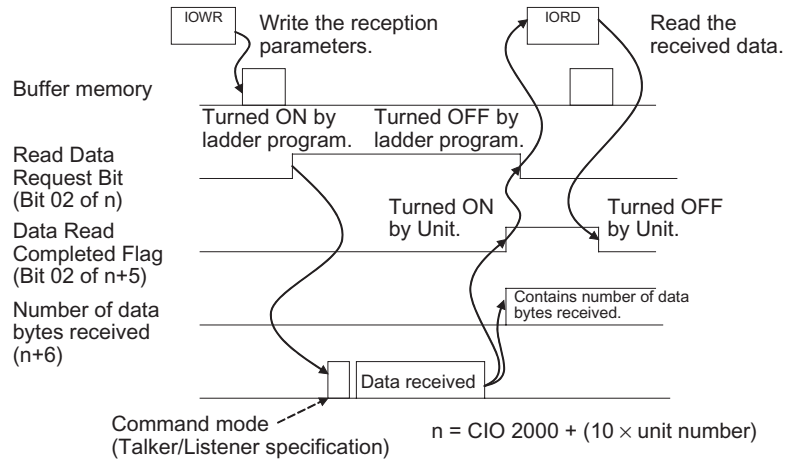 IOWR
Write the reception
parameters.
IORD
Read the
received data.
Buffer memory
Turned ON by
ladder program.
Turned OFF by
ladder program.
Read Data
Request Bit
(Bit 02 of n)
Turned ON
by Unit.
Turned OFF
by Unit.
Data Read
Completed Flag
(Bit 02 of n+5)
Contains number of data
bytes received.
Number of data
bytes received
(n+6)
Data received
Command mode
(Talker/Listener specification)
n = CIO 2000 + (10 × unit number)